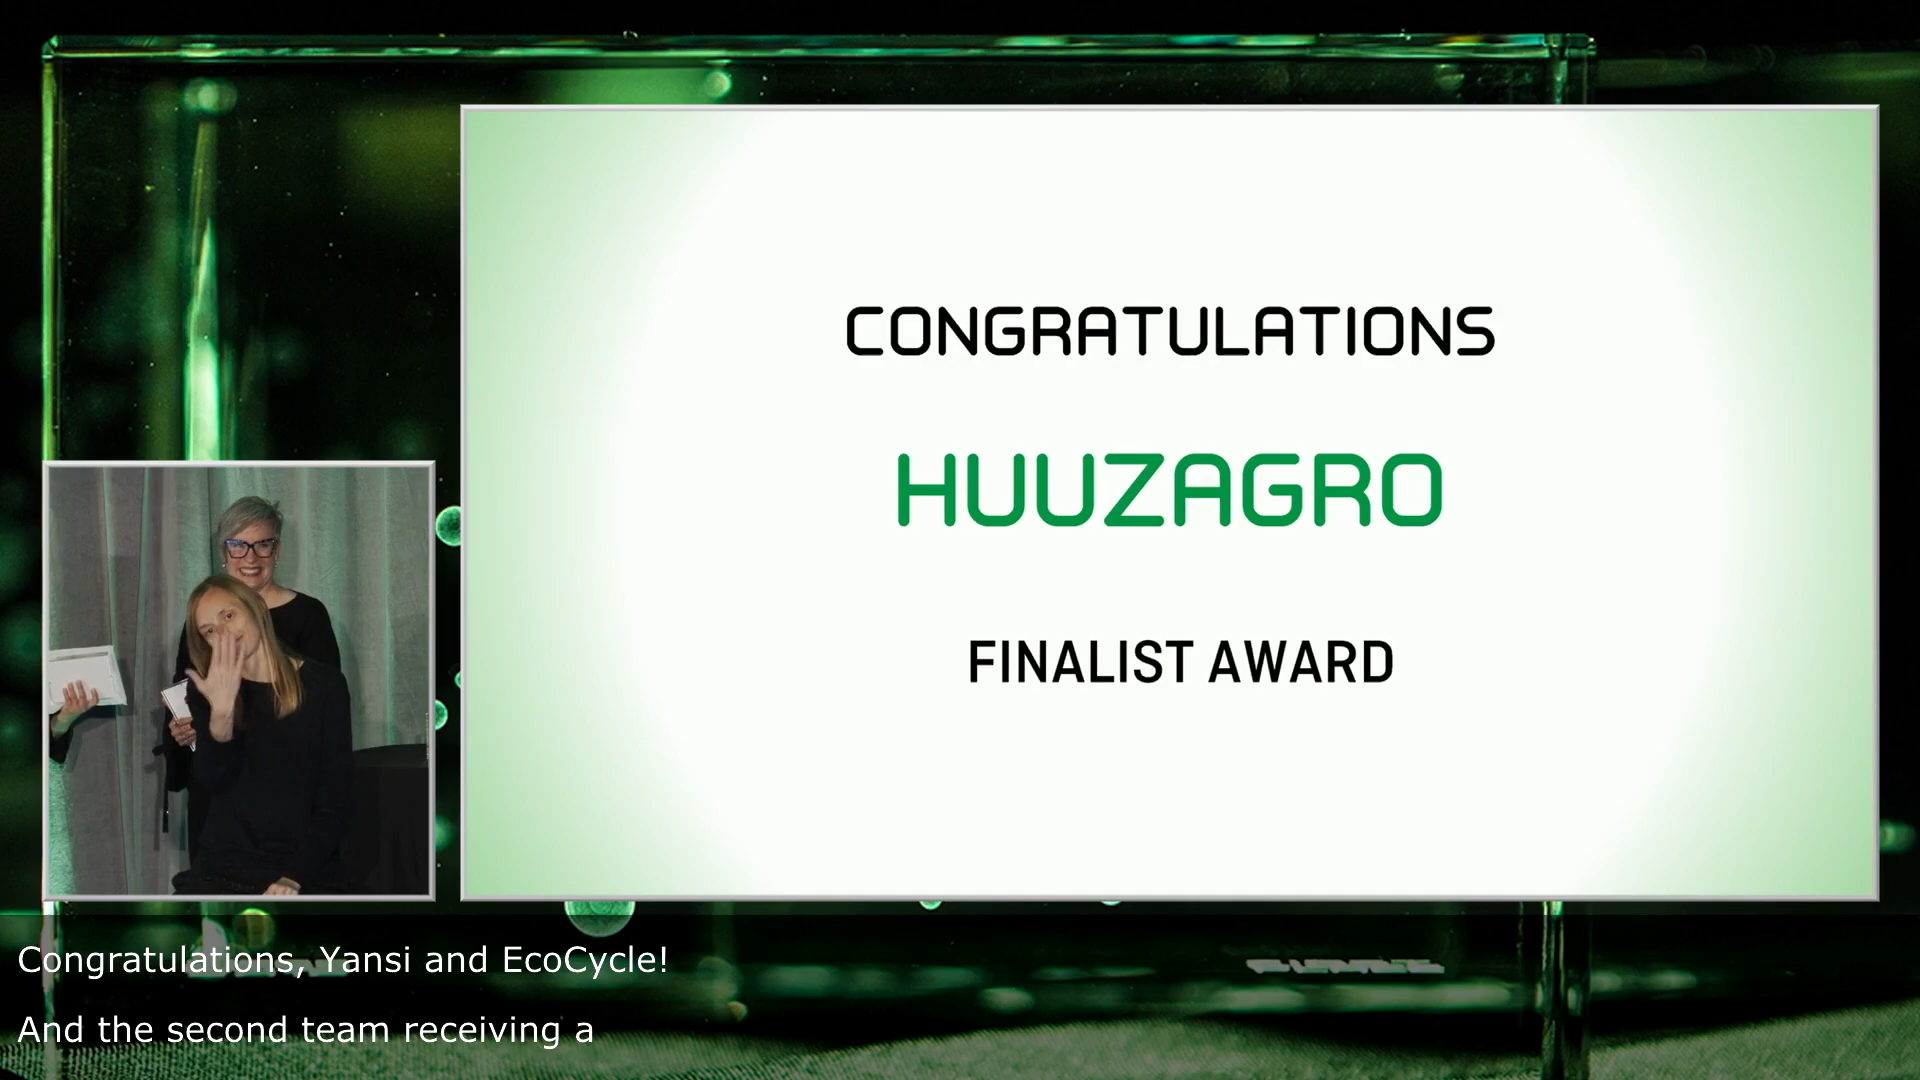 CONGRATULATIONS
HUUZAGRO
FINALIST AWARD
Congratulations, Yansi and EcoCycle!
And the second team receiving a